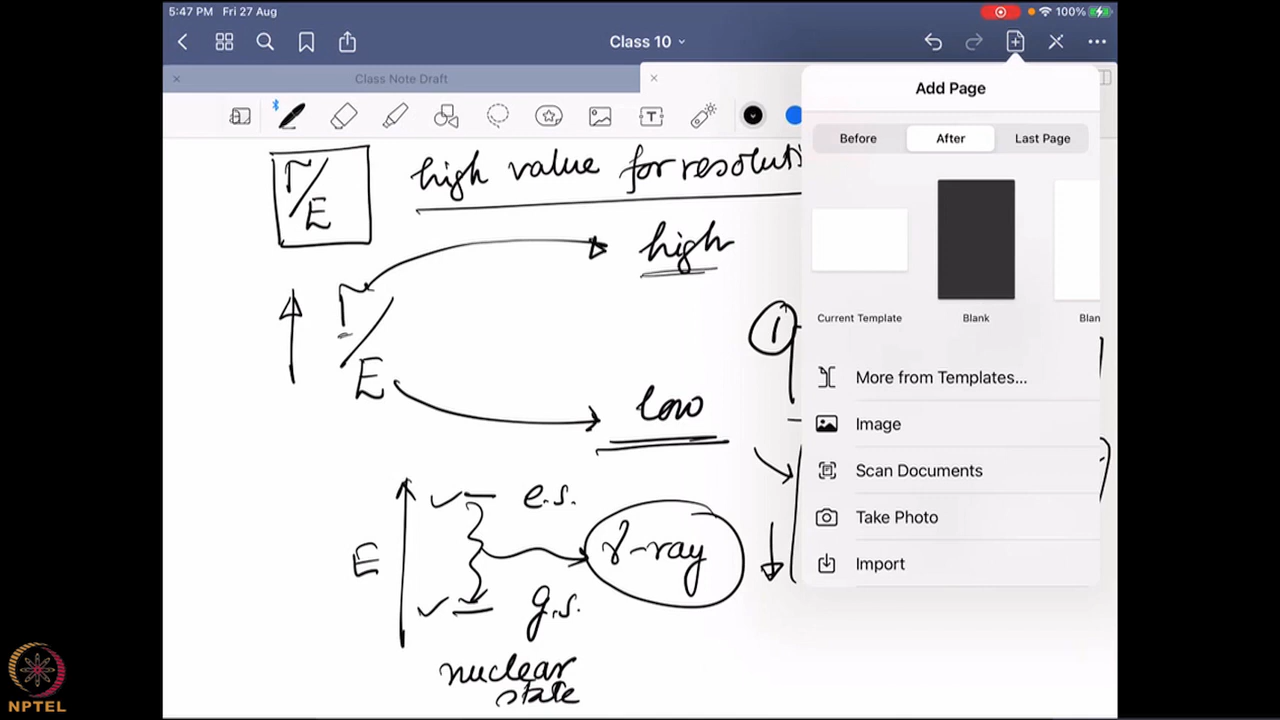 5:47 PM Fri 27 Aug
100%
Class 10
Class Note Draft
Add Page
Before After Last Page
Current Template
Blank
Blan
More from Templates...
Image
Scan Documents
Take Photo
Import
Γ/E high value for resoluti
Γ/E
high
low
1
E
e.s.
γ-ray
g.s.
nuclear
state
NPTEL